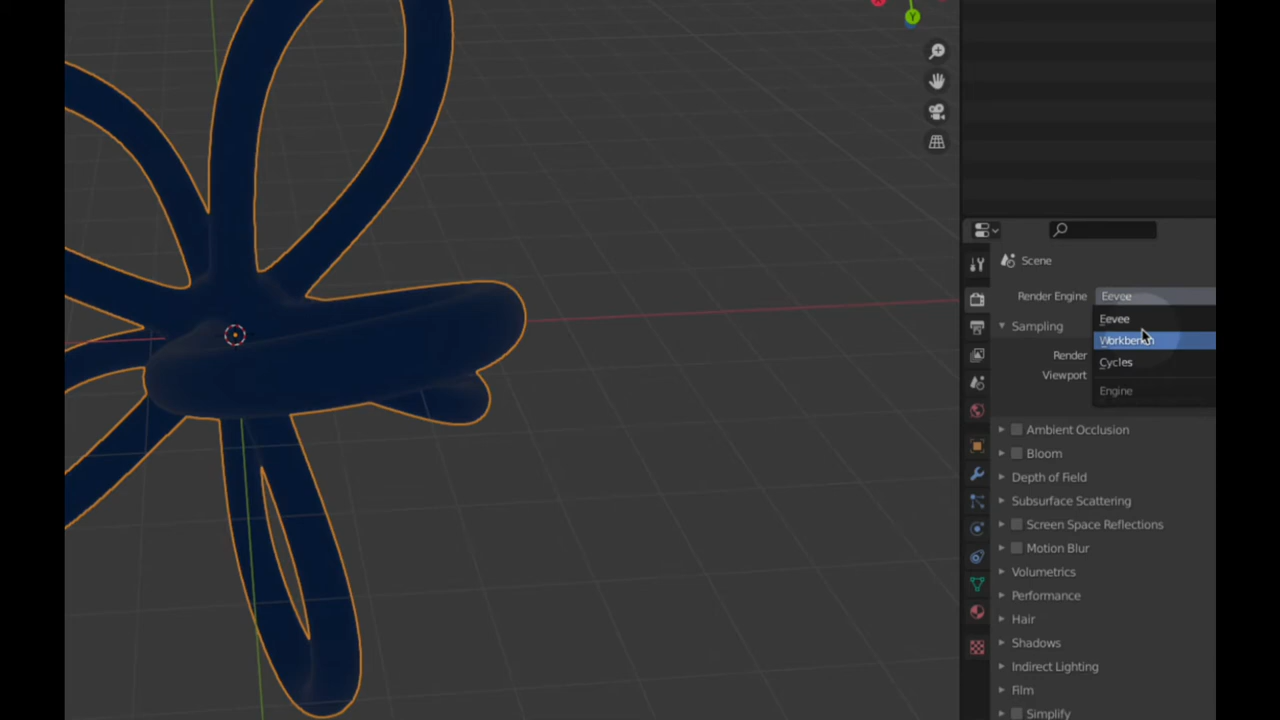 Y
Scene
Render Engine Eevee
Eevee
Sampling
Workbench
Render
Cycles
Viewport
Engine
Ambient Occlusion
Bloom
Depth of Field
Subsurface Scattering
Screen Space Reflections
Motion Blur
Volumetrics
Performance
Hair
Shadows
Indirect Lighting
Film
Simplify